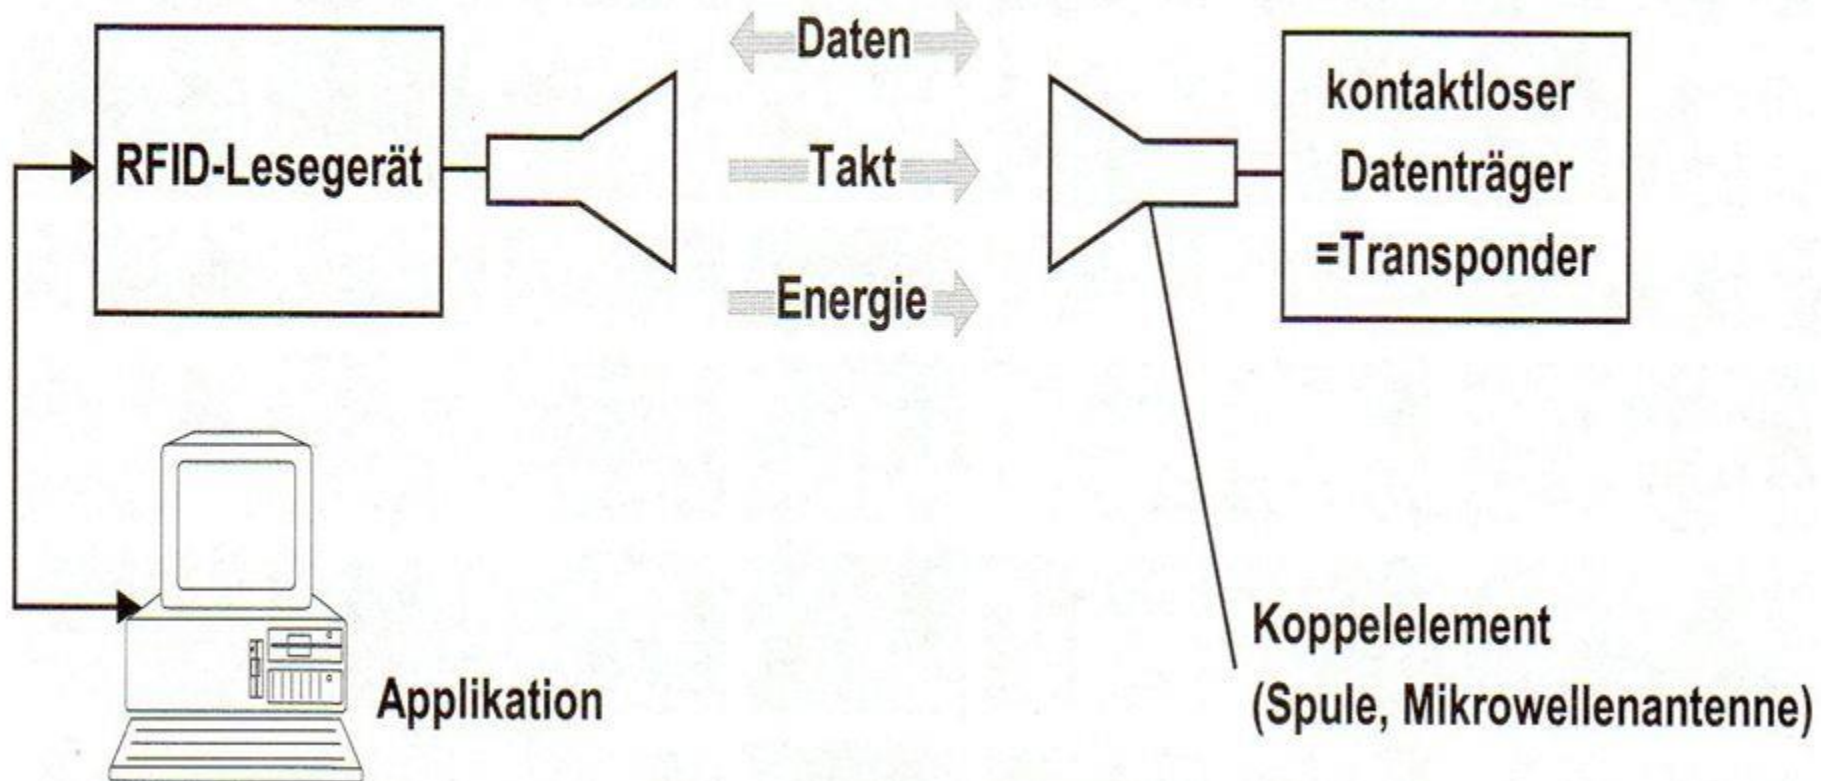 Daten
RFID-Lesegerät
Takt
Energie
kontaktloser
Datenträger
=Transponder
Applikation
Koppelelement
(Spule, Mikrowellenantenne)